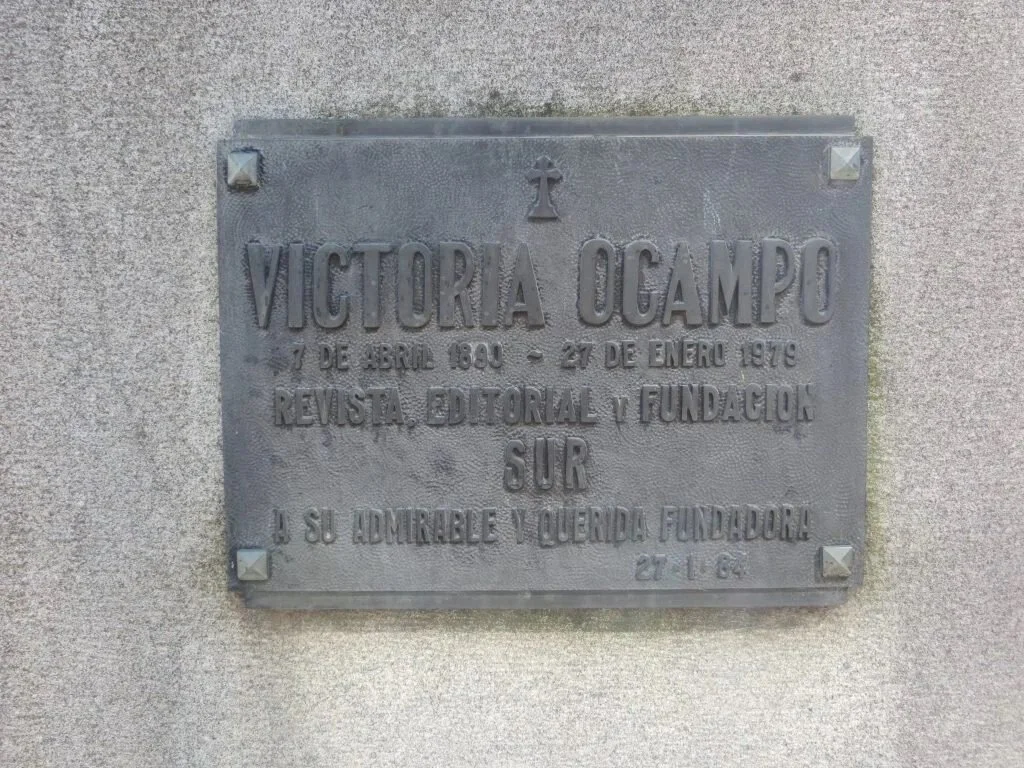 VICTORIA OCAMPO
7 DE ABRIL 1890 ~ 27 DE ENERO 1979
REVISTA, EDITORIAL Y FUNDACION
SUR
A SU ADMIRABLE Y QUERIDA FUNDADORA
27-1-84